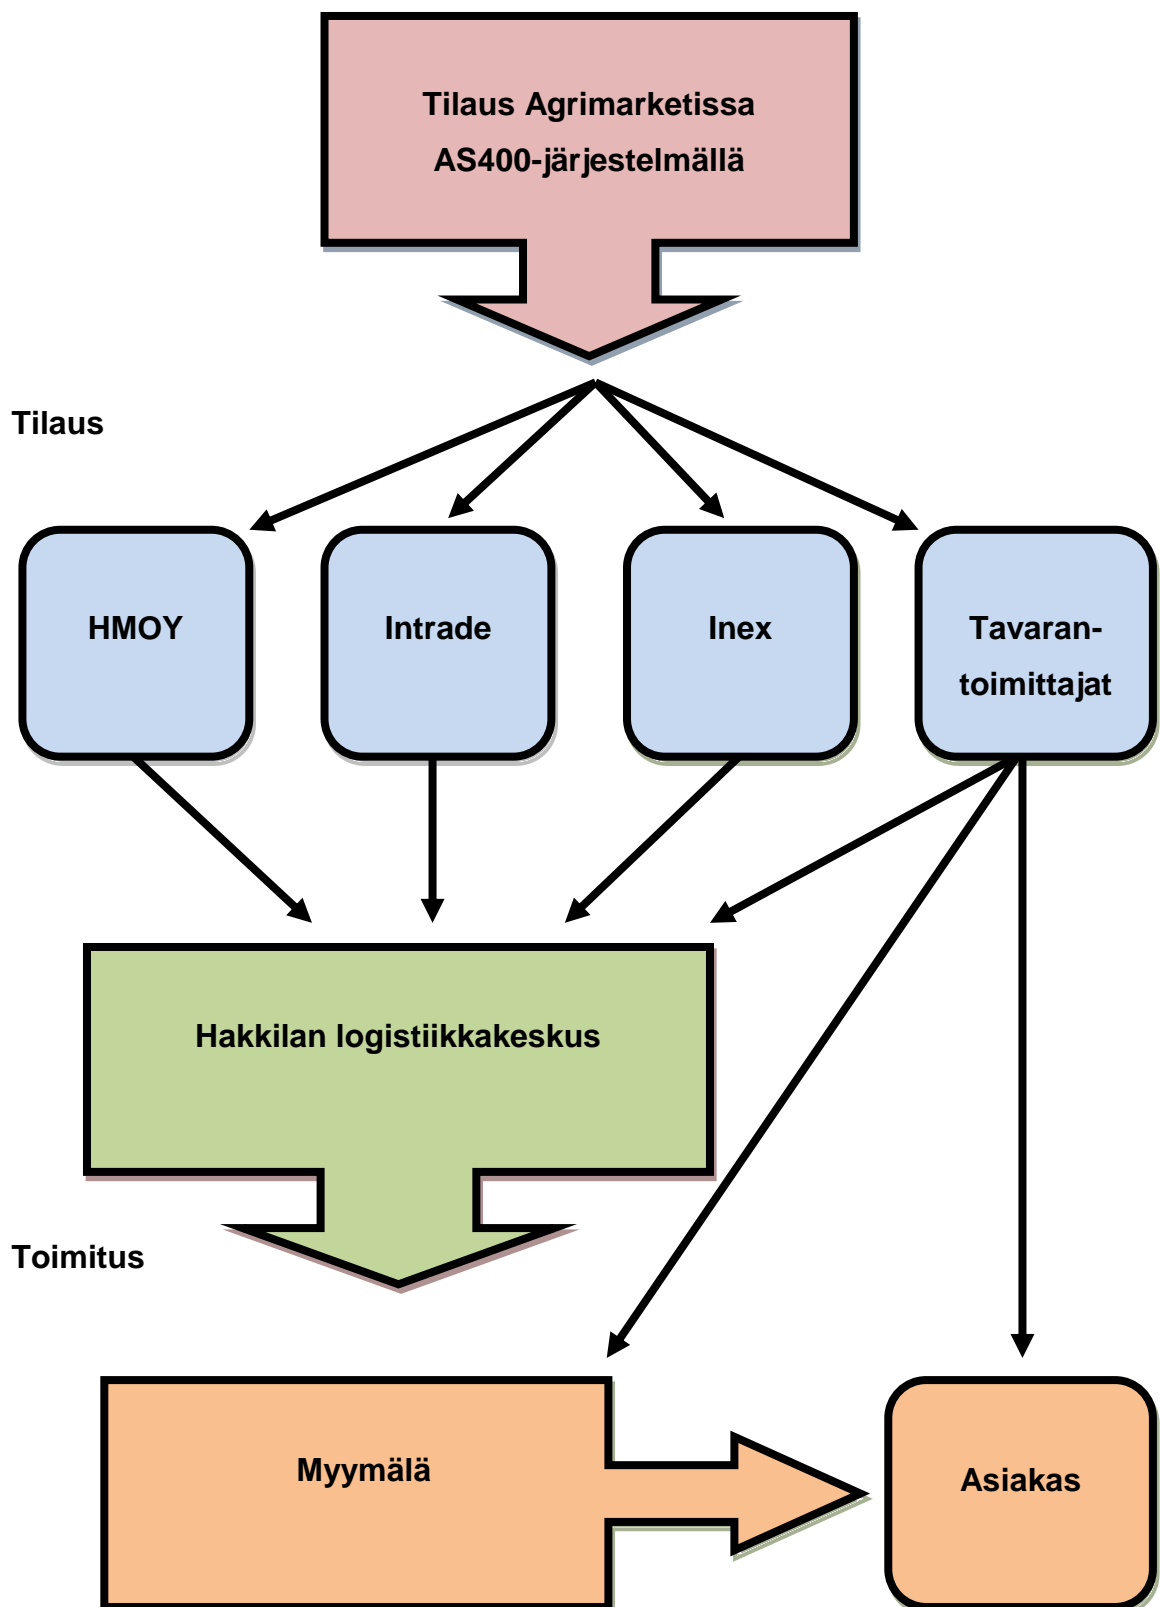 Tilaus Agrimarketissa
AS400-järjestelmällä
Tilaus
HMOY
Intrade
Inex
Tavaran-
toimittajat
Hakkilan logistiikkakeskus
Toimitus
Myymälä
Asiakas